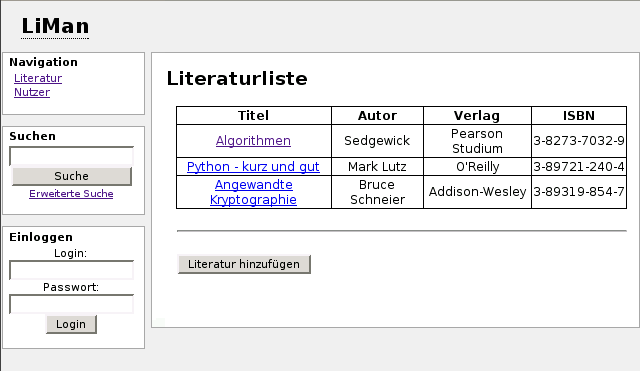 LiMan
Navigation
Literatur
Nutzer
Suchen
Suche
Erweiterte Suche
Einloggen
Login:
Passwort:
Login
Literaturliste
Titel Autor Verlag ISBN
Algorithmen Sedgewick Pearson Studium 3-8273-7032-9
Python - kurz und gut Mark Lutz O'Reilly 3-89721-240-4
Angewandte Kryptographie Bruce Schneier Addison-Wesley 3-89319-854-7
Literatur hinzufügen